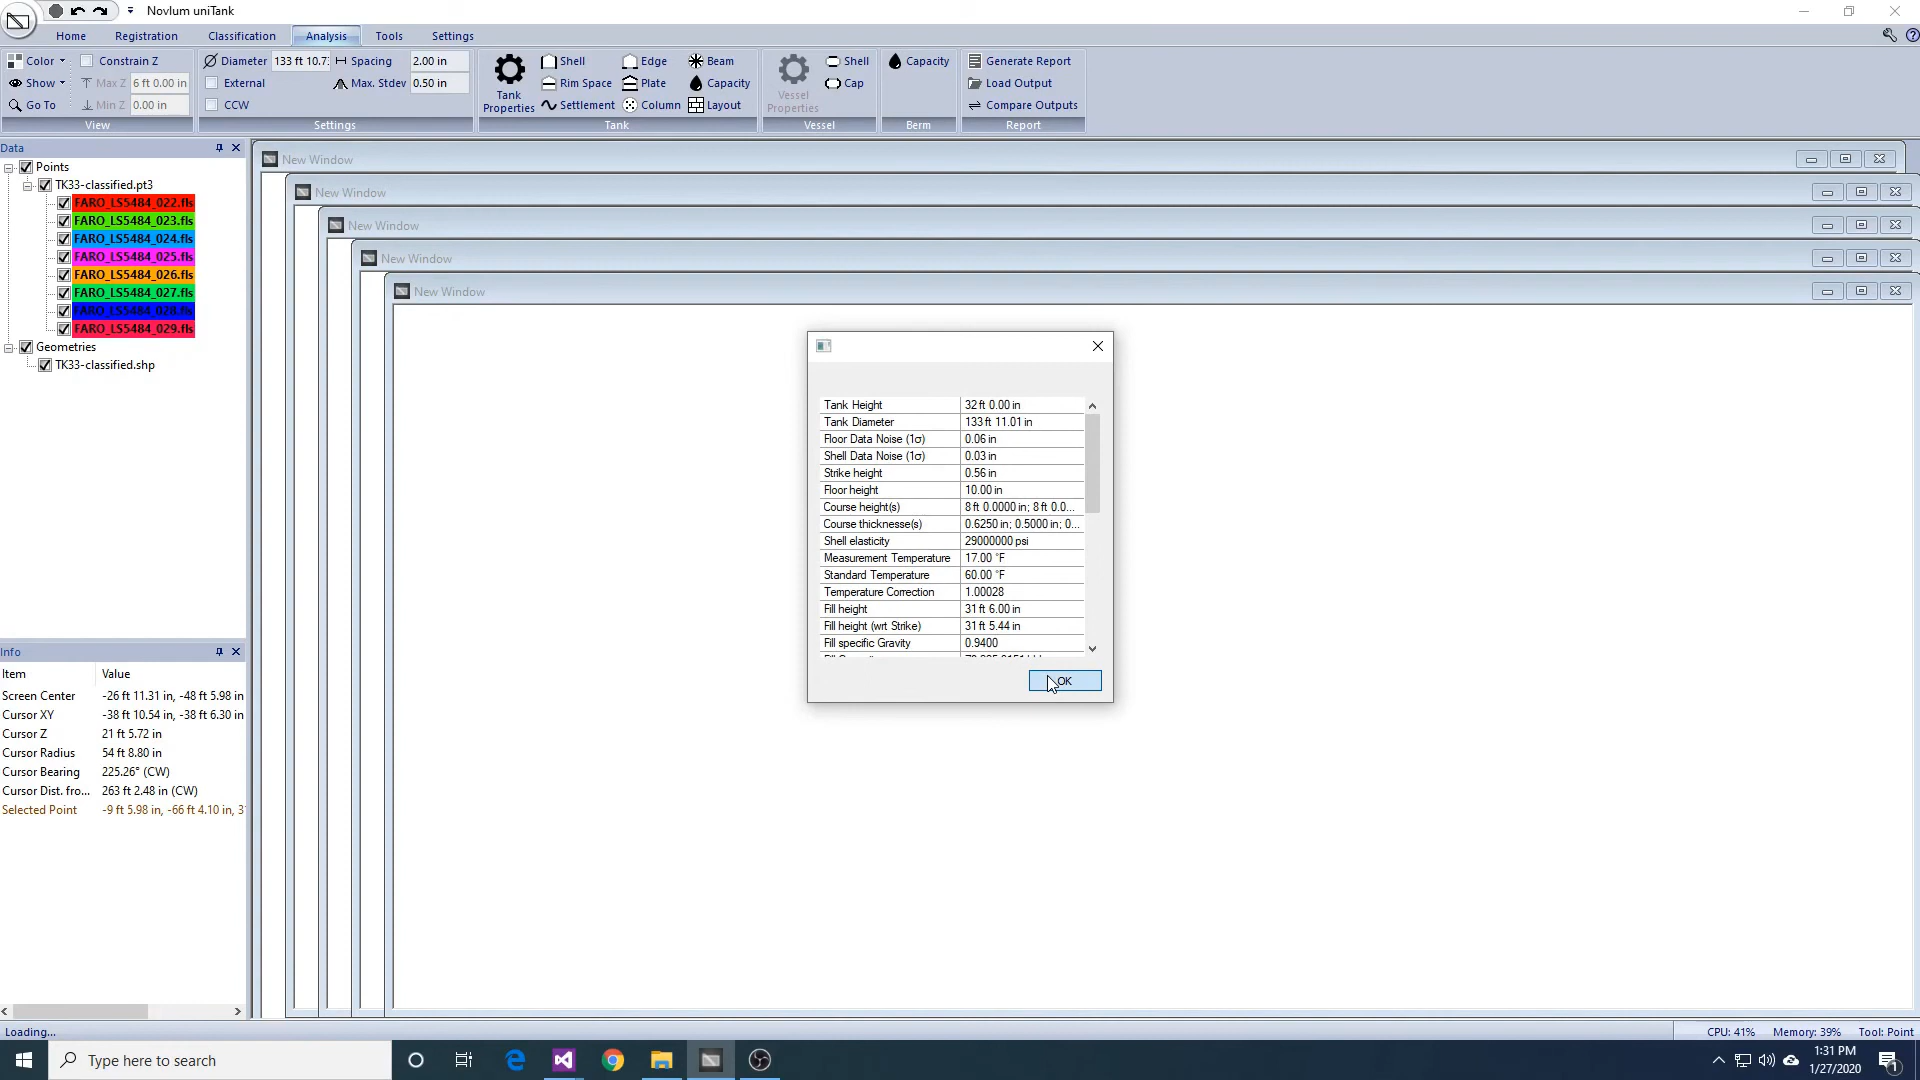 Novlum uniTank
Home Registration Classification Analysis Tools Settings
Color Constrain Z
Show Max Z 6 ft 0.00 in
Go To Min Z 0.00 in
View
Diameter 133 ft 10.7 Spacing 2.00 in
External Max. Stdev 0.50 in
CCW
Settings
Tank Properties
Shell Edge Beam
Rim Space Plate Capacity
Settlement Column Layout
Tank
Vessel Properties
Shell
Cap
Vessel
Capacity
Berm
Generate Report
Load Output
Compare Outputs
Report
Data
Points
TK33-classified.pt3
FARO_LS5484_022.fls
FARO_LS5484_023.fls
FARO_LS5484_024.fls
FARO_LS5484_025.fls
FARO_LS5484_026.fls
FARO_LS5484_027.fls
FARO_LS5484_028.fls
FARO_LS5484_029.fls
Geometries
TK33-classified.shp
New Window
New Window
New Window
New Window
New Window
Tank Height 32 ft 0.00 in
Tank Diameter 133 ft 11.01 in
Floor Data Noise (1σ) 0.06 in
Shell Data Noise (1σ) 0.03 in
Strike height 0.56 in
Floor height 10.00 in
Course height(s) 8 ft 0.0000 in; 8 ft 0.0...
Course thicknesse(s) 0.6250 in; 0.5000 in; 0...
Shell elasticity 29000000 psi
Measurement Temperature 17.00 °F
Standard Temperature 60.00 °F
Temperature Correction 1.00028
Fill height 31 ft 6.00 in
Fill height (wrt Strike) 31 ft 5.44 in
Fill specific Gravity 0.9400
OK
Info
Item Value
Screen Center -26 ft 11.31 in, -48 ft 5.98 in
Cursor XY -38 ft 10.54 in, -38 ft 6.30 in
Cursor Z 21 ft 5.72 in
Cursor Radius 54 ft 8.80 in
Cursor Bearing 225.26° (CW)
Cursor Dist. fro... 263 ft 2.48 in (CW)
Selected Point -9 ft 5.98 in, -66 ft 4.10 in, 3
Loading... CPU: 41% Memory: 39% Tool: Point
Type here to search
1:31 PM
1/27/2020
1